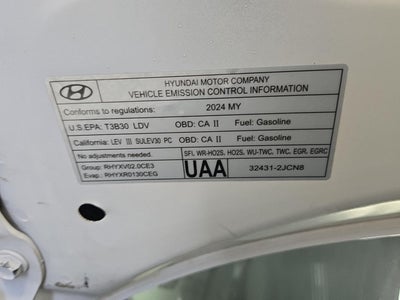 HYUNDAI MOTOR COMPANY
VEHICLE EMISSION CONTROL INFORMATION
Conforms to regulations: 2024 MY
U.S.EPA: T3B30 LDV OBD: CA II Fuel: Gasoline
California: LEV III SULEV30 PC OBD: CA II Fuel: Gasoline
No adjustments needed. SFI, WR-HO2S, HO2S, WU-TWC, TWC, EGR, EGRC
Group: RHYXV02.0CE3
Evap.: RHYXR0130CEG
UAA 32431-2JCN8